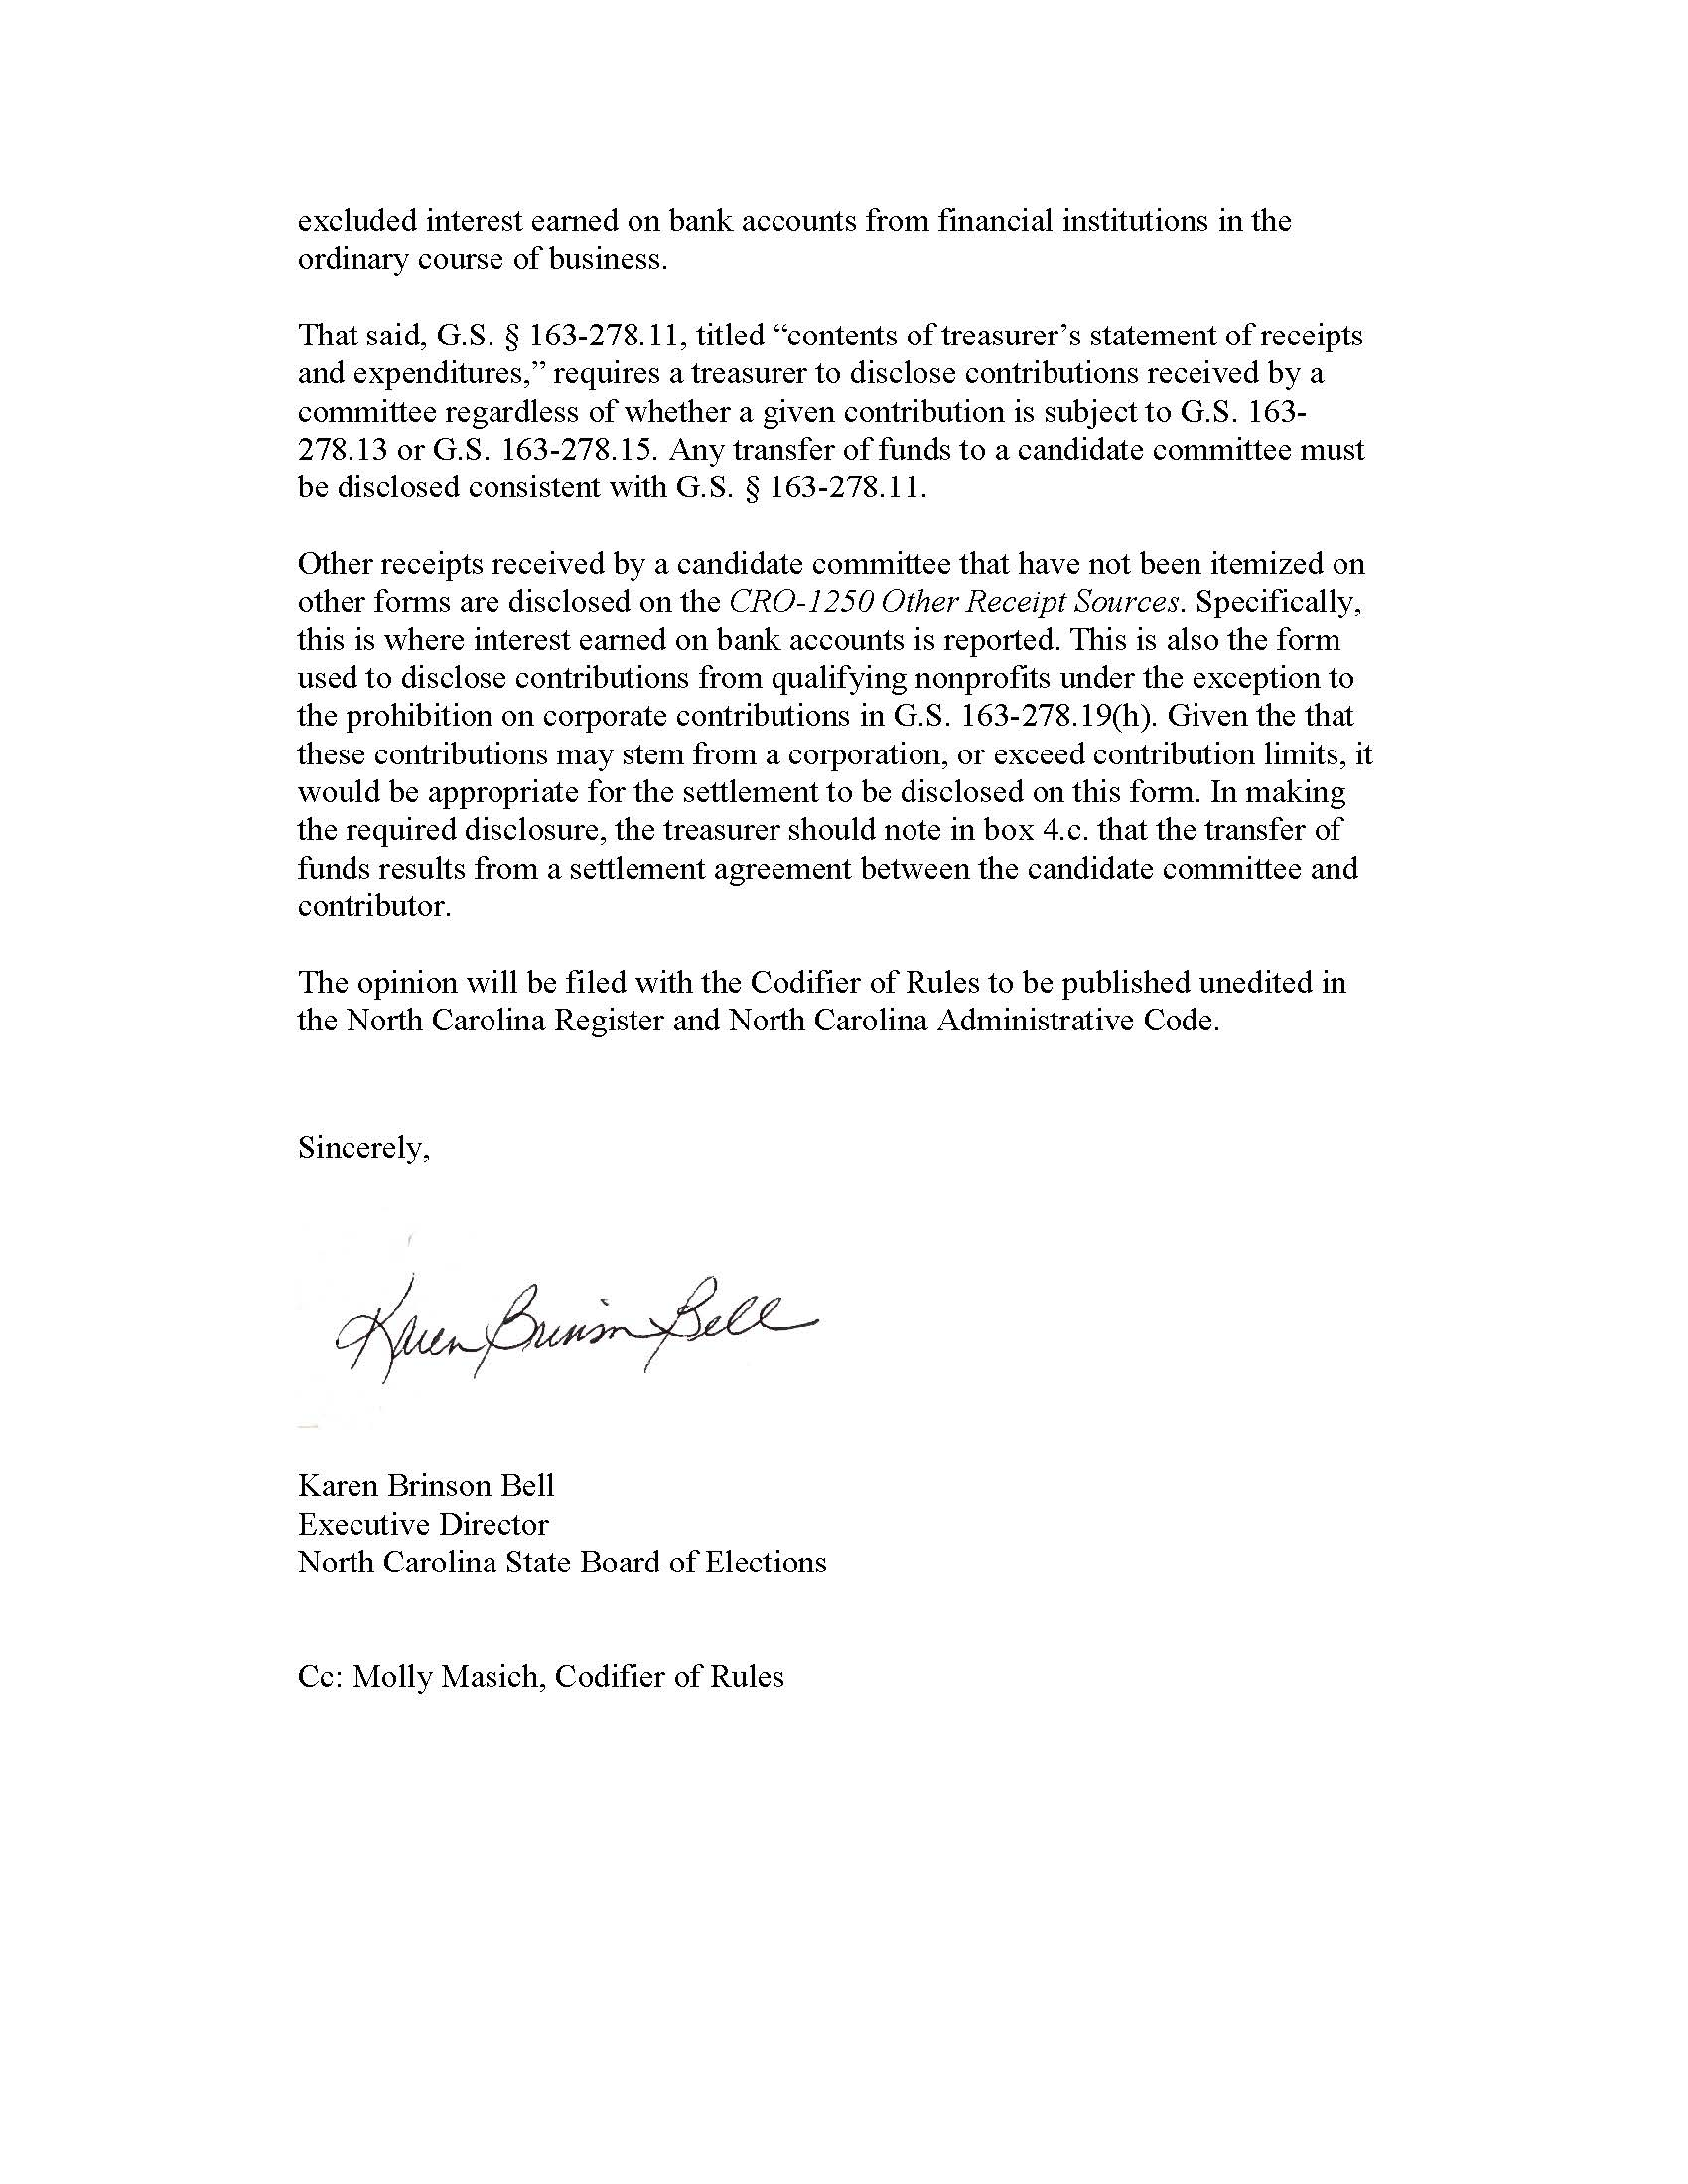 excluded interest earned on bank accounts from financial institutions in the
ordinary course of business.
That said, G.S. § 163-278.11, titled “contents of treasurer’s statement of receipts
and expenditures,” requires a treasurer to disclose contributions received by a
committee regardless of whether a given contribution is subject to G.S. 163-
278.13 or G.S. 163-278.15. Any transfer of funds to a candidate committee must
be disclosed consistent with G.S. § 163-278.11.
Other receipts received by a candidate committee that have not been itemized on
other forms are disclosed on the CRO-1250 Other Receipt Sources. Specifically,
this is where interest earned on bank accounts is reported. This is also the form
used to disclose contributions from qualifying nonprofits under the exception to
the prohibition on corporate contributions in G.S. 163-278.19(h). Given the that
these contributions may stem from a corporation, or exceed contribution limits, it
would be appropriate for the settlement to be disclosed on this form. In making
the required disclosure, the treasurer should note in box 4.c. that the transfer of
funds results from a settlement agreement between the candidate committee and
contributor.
The opinion will be filed with the Codifier of Rules to be published unedited in
the North Carolina Register and North Carolina Administrative Code.
Sincerely,
Karen Brinson Bell
Karen Brinson Bell
Executive Director
North Carolina State Board of Elections
Cc: Molly Masich, Codifier of Rules